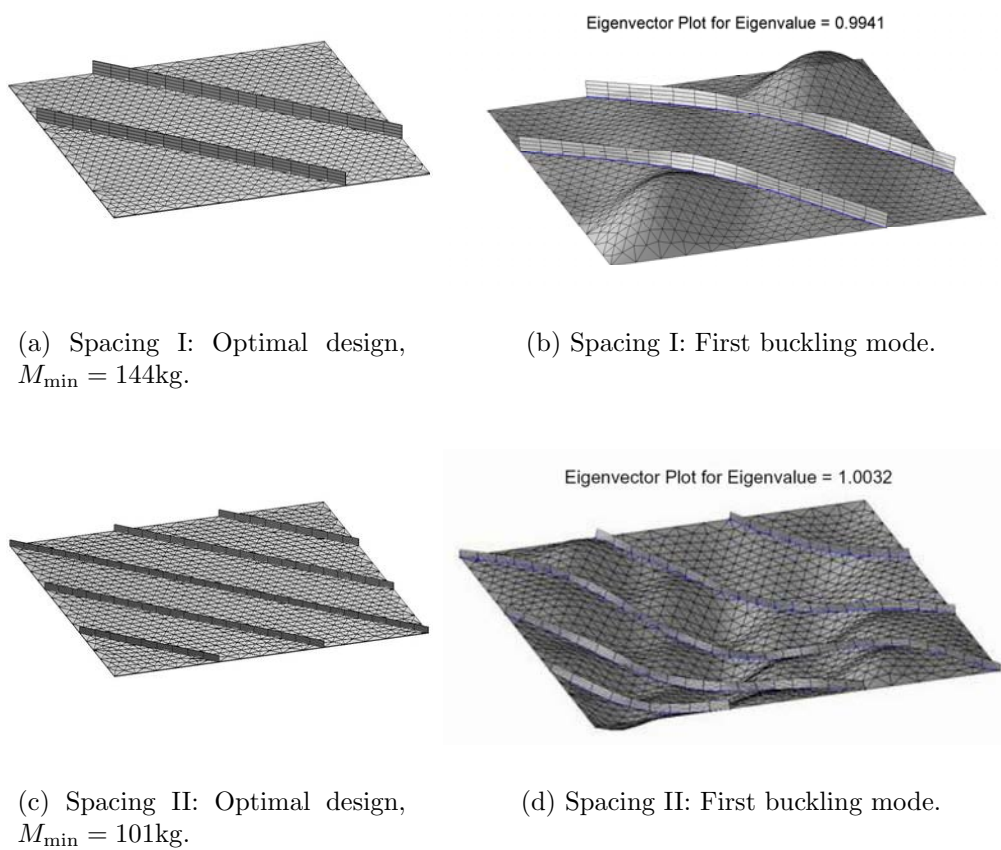 Eigenvector Plot for Eigenvalue = 0.9941
(a) Spacing I: Optimal design,
M_min = 144kg.
(b) Spacing I: First buckling mode.
Eigenvector Plot for Eigenvalue = 1.0032
(c) Spacing II: Optimal design,
M_min = 101kg.
(d) Spacing II: First buckling mode.